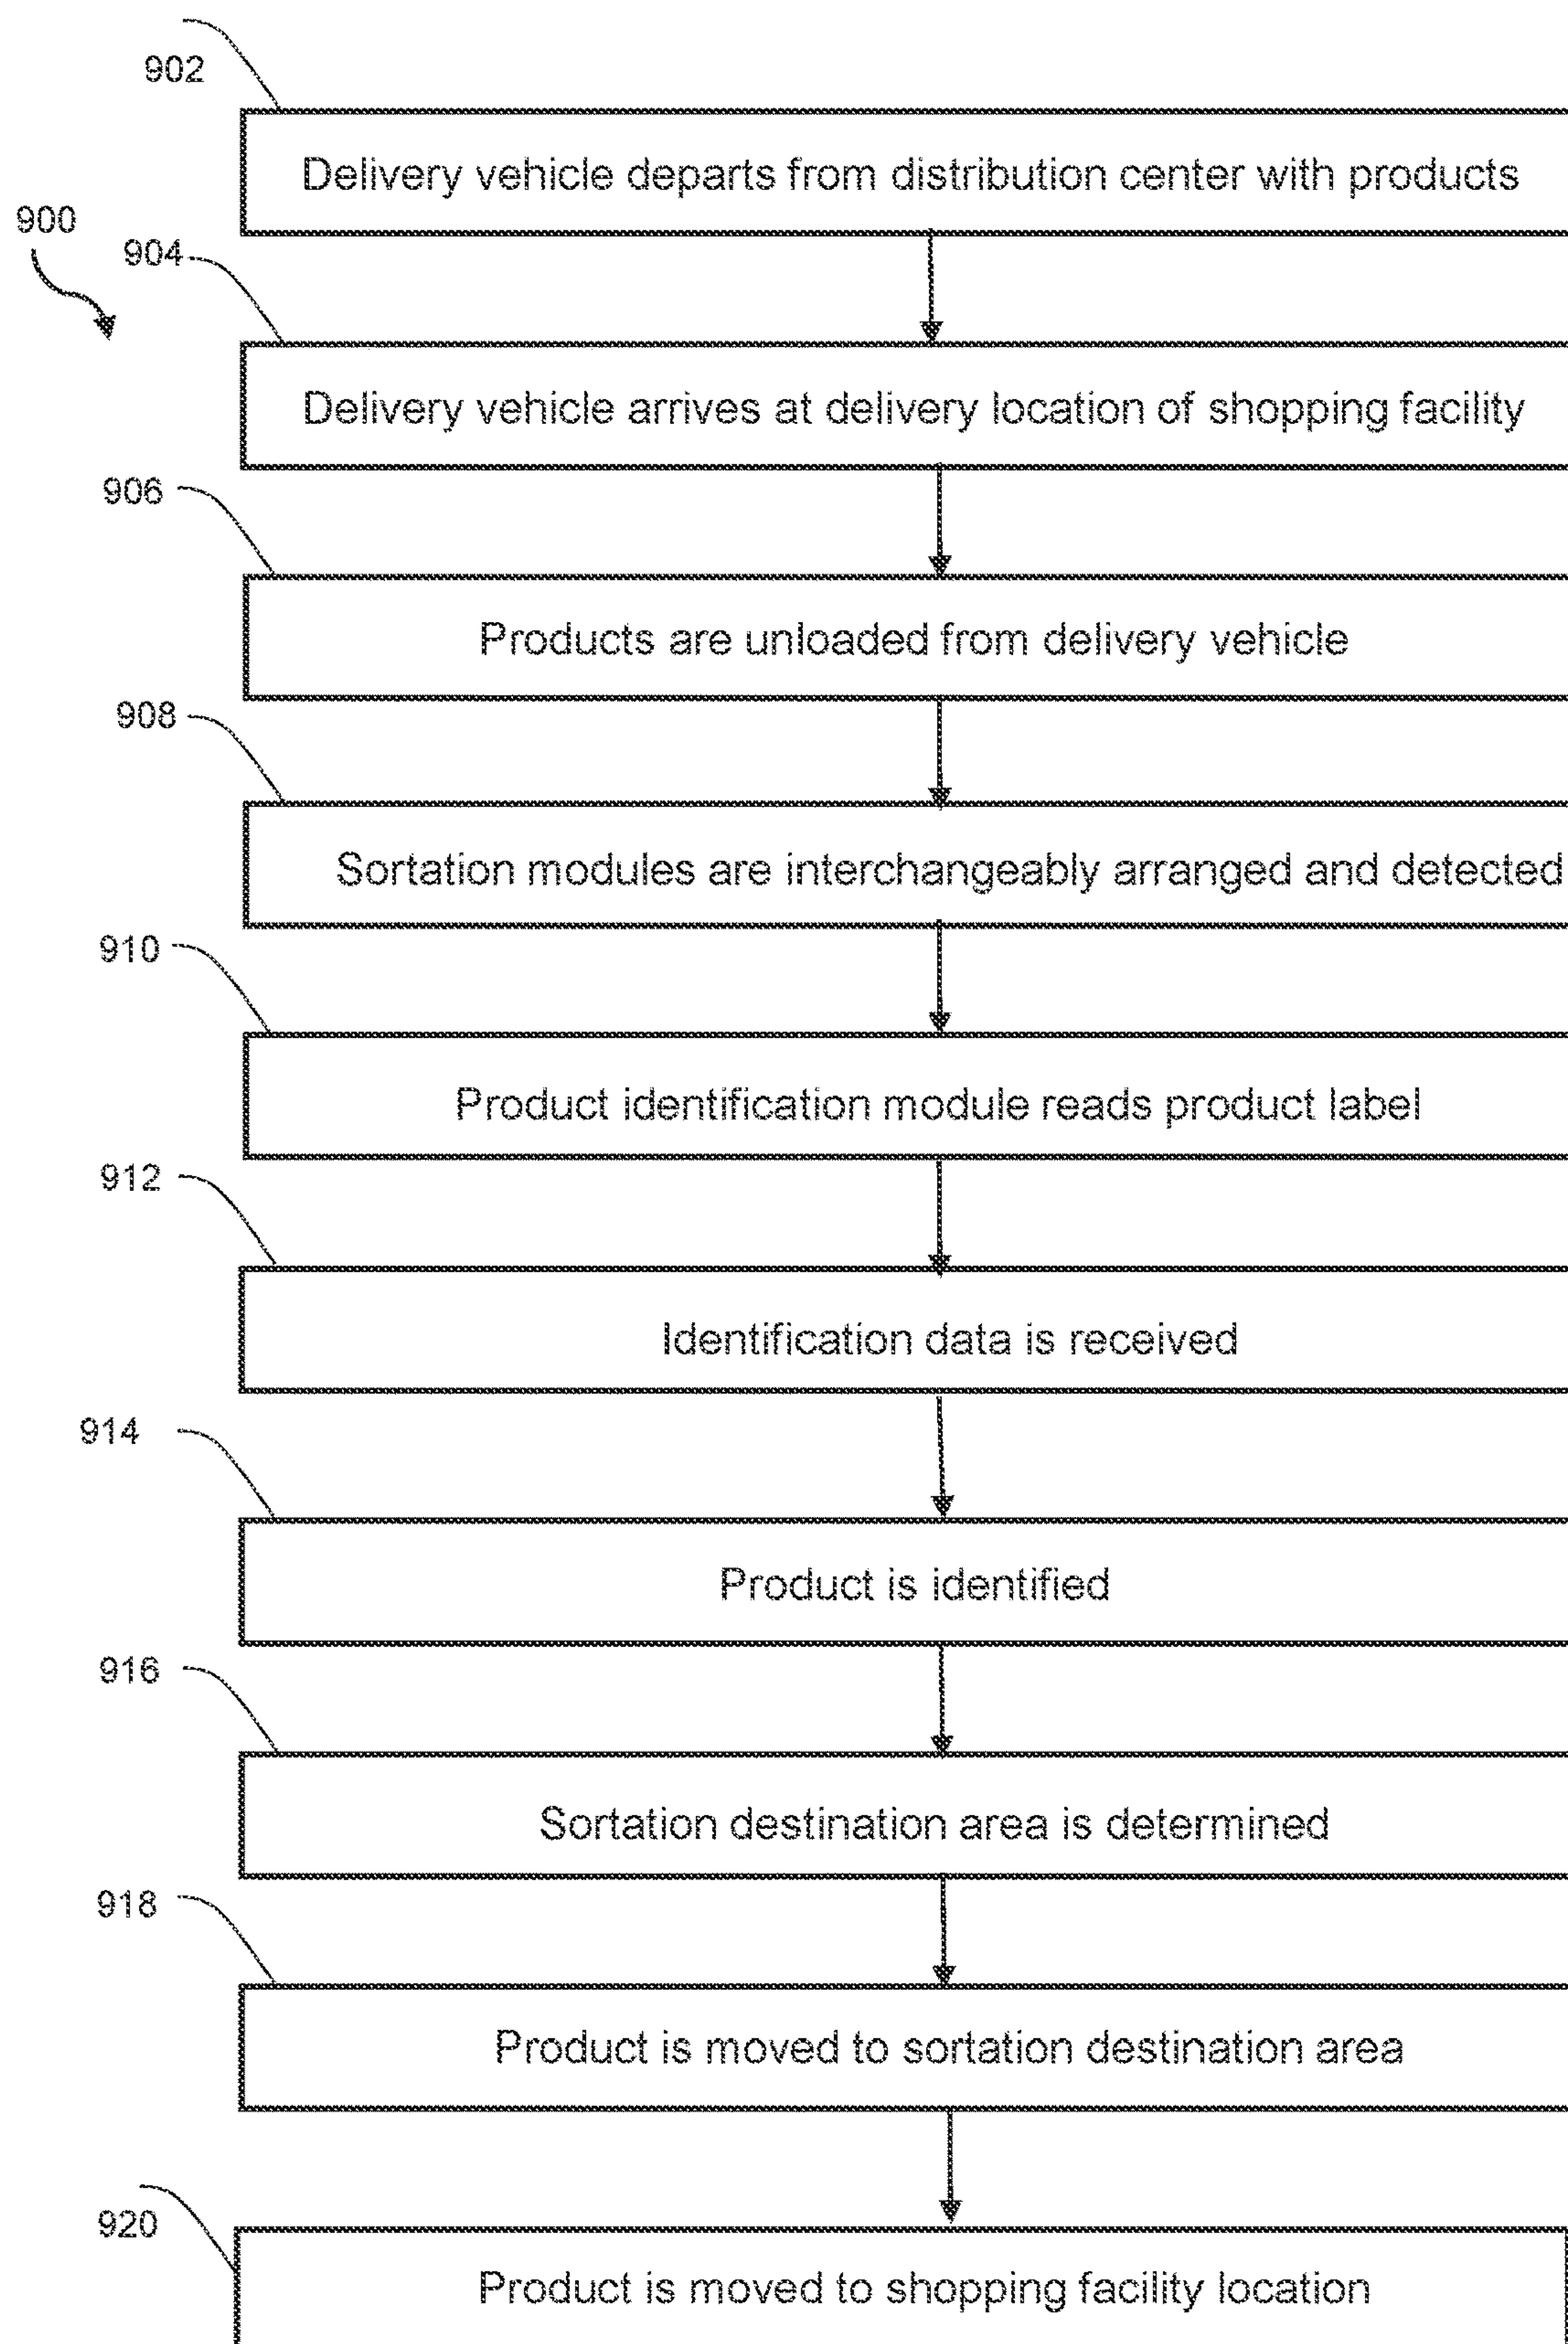 902
Delivery vehicle departs from distribution center with products
900
904
Delivery vehicle arrives at delivery location of shopping facility
906
Products are unloaded from delivery vehicle
908
Sortation modules are interchangeably arranged and detected
910
Product identification module reads product label
912
Identification data is received
914
Product is identified
916
Sortation destination area is determined
918
Product is moved to sortation destination area
920
Product is moved to shopping facility location